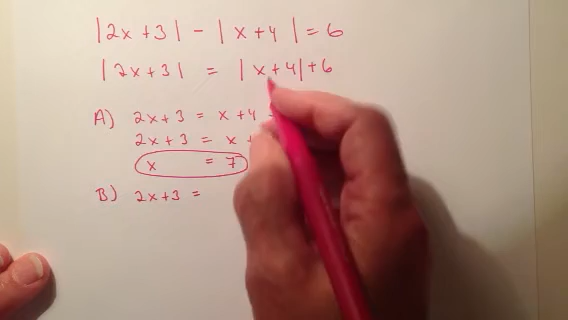 |2x+3| - |x+4| = 6
|2x+3| = |x+4|+6
A) 2x+3 = x+4
2x+3 = x
x = 7
B) 2x+3 =